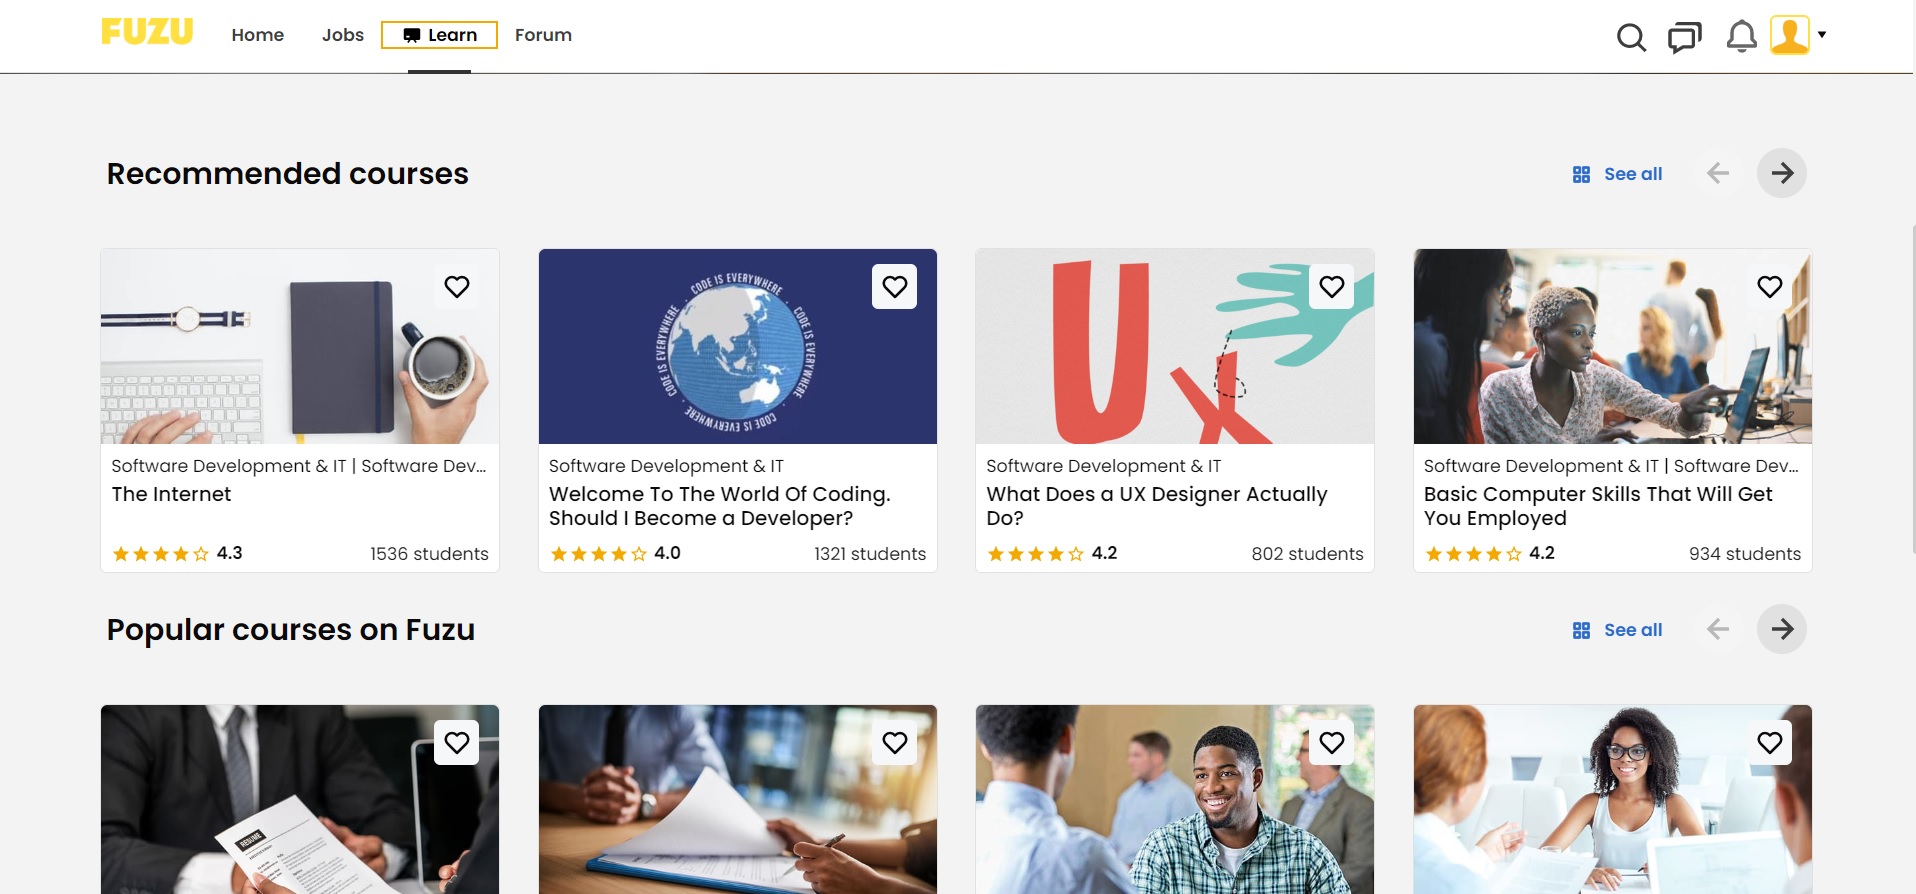 FUZU
Home
Jobs
Learn
Forum
Recommended courses
See all
CODE IS EVERYWHERE · CODE IS EVERYWHERE · CODE IS EVERYWHERE · CODE IS EVERYWHERE ·
UX
Software Development & IT | Software Dev...
The Internet
4.3
1536 students
Software Development & IT
Welcome To The World Of Coding.
Should I Become a Developer?
4.0
1321 students
Software Development & IT
What Does a UX Designer Actually
Do?
4.2
802 students
Software Development & IT | Software Dev...
Basic Computer Skills That Will Get
You Employed
4.2
934 students
Popular courses on Fuzu
See all
RESUME